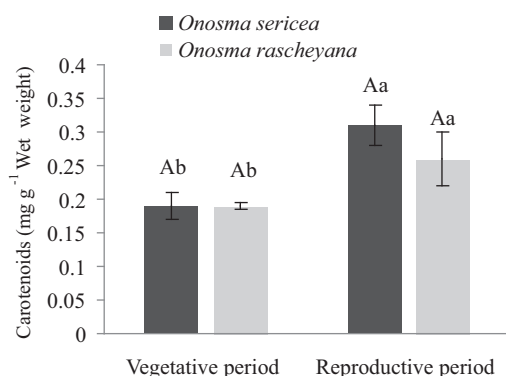 Onosma sericea
Onosma rascheyana
0.4
0.35
0.3
0.25
0.2
0.15
0.1
0.05
0
Carotenoids (mg g⁻¹ Wet weight)
Ab
Ab
Aa
Aa
Vegetative period
Reproductive period